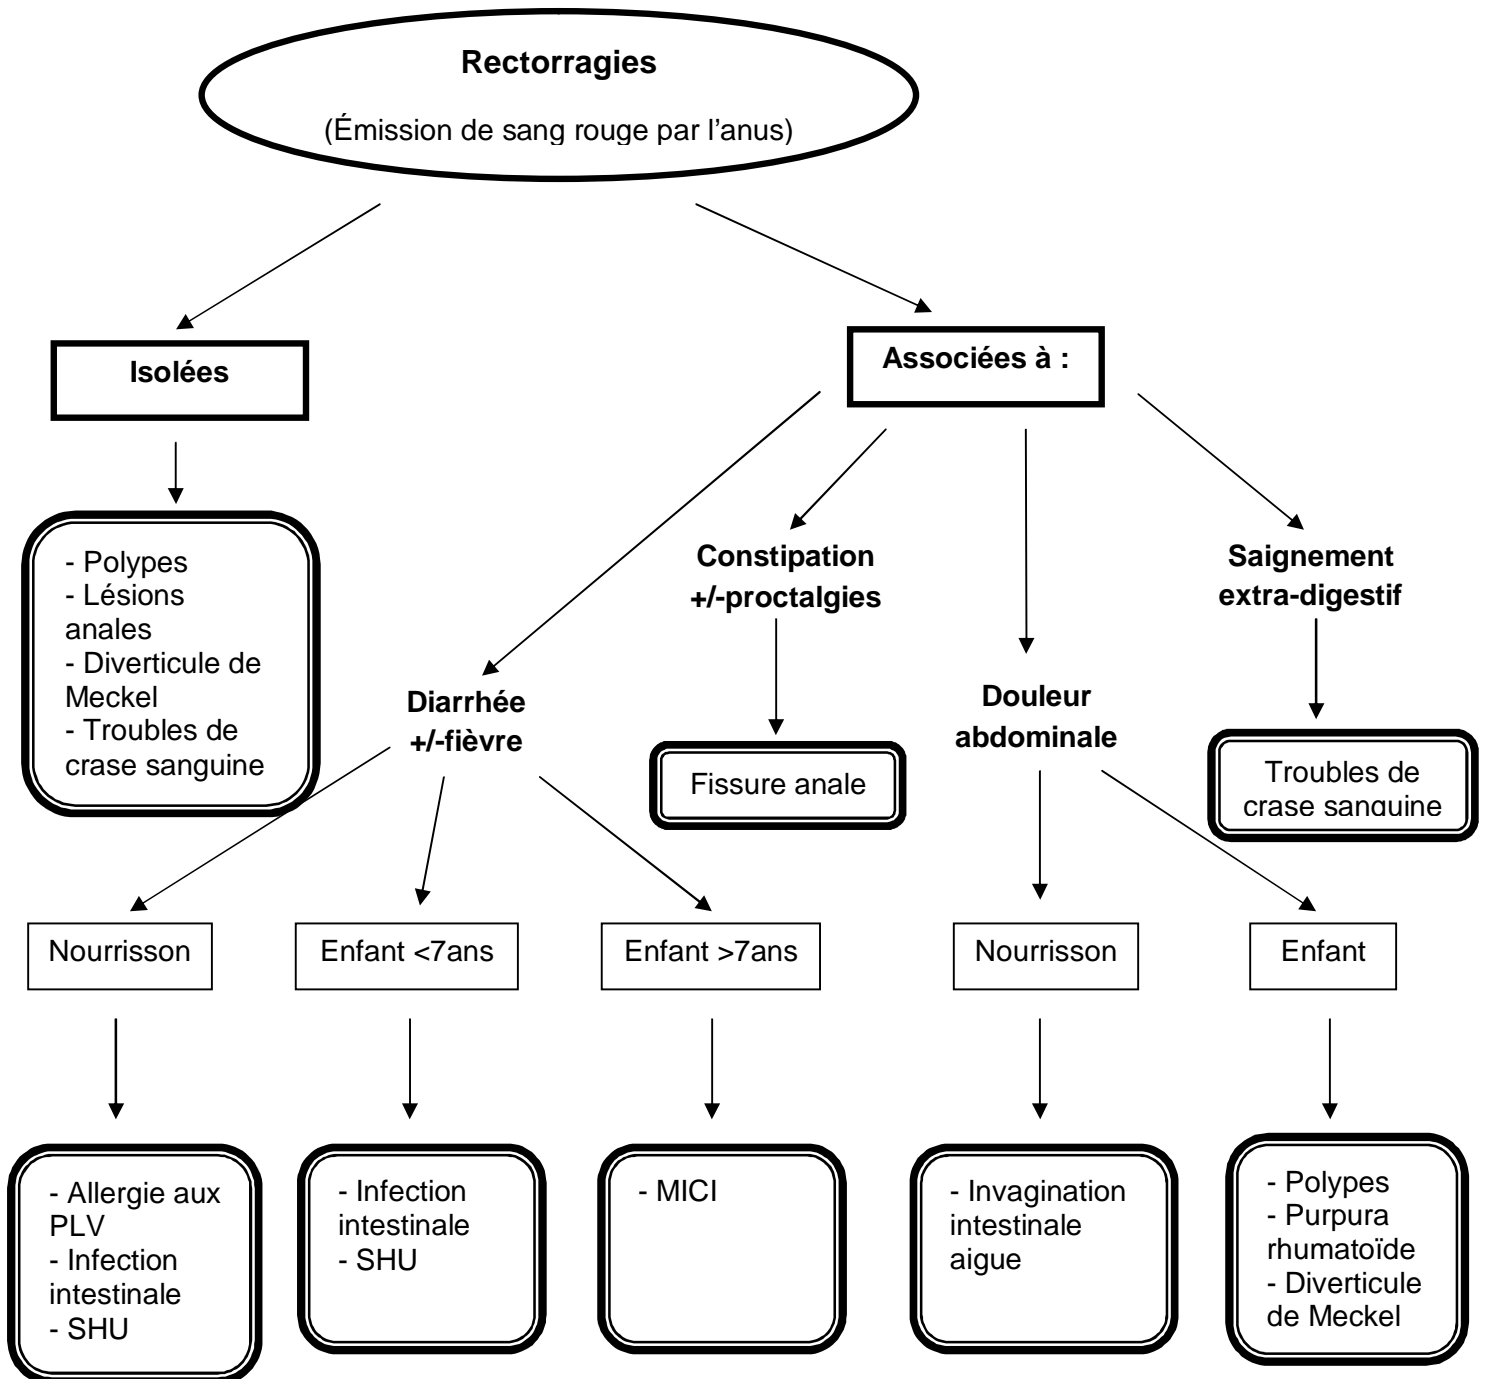 Rectorragies
(Émission de sang rouge par l'anus)
Isolées
Associées à :
- Polypes
- Lésions
anales
- Diverticule de
Meckel
- Troubles de
crase sanguine
Constipation
+/-proctalgies
Saignement
extra-digestif
Diarrhée
+/-fièvre
Douleur
abdominale
Fissure anale
Troubles de
crase sanguine
Nourrisson
Enfant <7ans
Enfant >7ans
Nourrisson
Enfant
- Allergie aux
PLV
- Infection
intestinale
- SHU
- Infection
intestinale
- SHU
- MICI
- Invagination
intestinale
aigue
- Polypes
- Purpura
rhumatoïde
- Diverticule
de Meckel